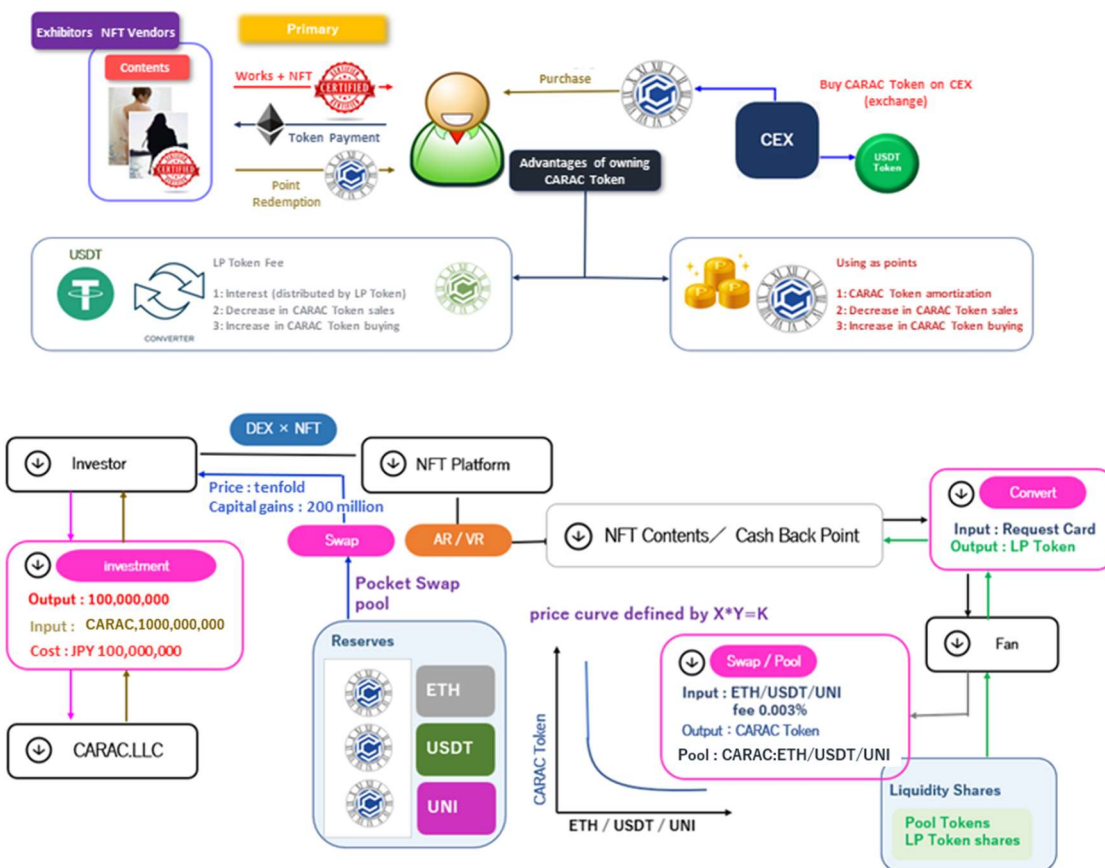 Exhibitors NFT Vendors
Primary
Contents
CERTIFIED
Works + NFT
CERTIFIED
Token Payment
Point
Redemption
Purchase
CEX
Buy CARAC Token on CEX
(exchange)
USDT
Token
Advantages of owning
CARAC Token
USDT
CONVERTER
LP Token Fee
1: Interest (distributed by LP Token)
2: Decrease in CARAC Token sales
3: Increase in CARAC Token buying
Using as points
1: CARAC Token amortization
2: Decrease in CARAC Token sales
3: Increase in CARAC Token buying
DEX × NFT
Investor
NFT Platform
Price : tenfold
Capital gains : 200 million
Swap
AR / VR
NFT Contents／ Cash Back Point
Convert
Input : Request Card
Output : LP Token
investment
Output : 100,000,000
Input : CARAC,1000,000,000
Cost : JPY 100,000,000
CARAC.LLC
Pocket Swap
pool
Reserves
ETH
USDT
UNI
price curve defined by X*Y=K
CARAC Token
ETH / USDT / UNI
Swap / Pool
Input : ETH/USDT/UNI
fee 0.003%
Output : CARAC Token
Pool : CARAC:ETH/USDT/UNI
Fan
Liquidity Shares
Pool Tokens
LP Token shares